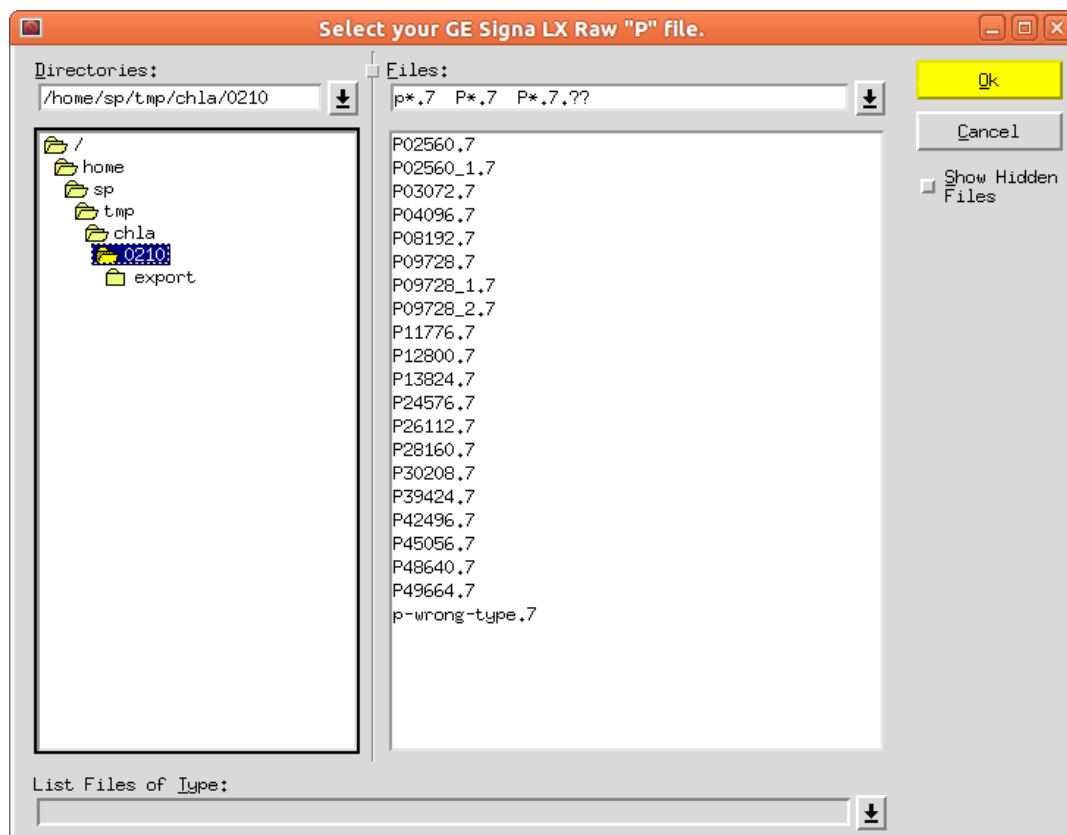 Select your GE Signa LX Raw "P" file.
Directories:
/home/sp/tmp/chla/0210
/
home
sp
tmp
chla
0210
export
Files:
p*.7  P*.7  P*.7.??
P02560.7
P02560_1.7
P03072.7
P04096.7
P08192.7
P09728.7
P09728_1.7
P09728_2.7
P11776.7
P12800.7
P13824.7
P24576.7
P26112.7
P28160.7
P30208.7
P39424.7
P42496.7
P45056.7
P48640.7
P49664.7
p-wrong-type.7
Ok
Cancel
Show Hidden
Files
List Files of Type: